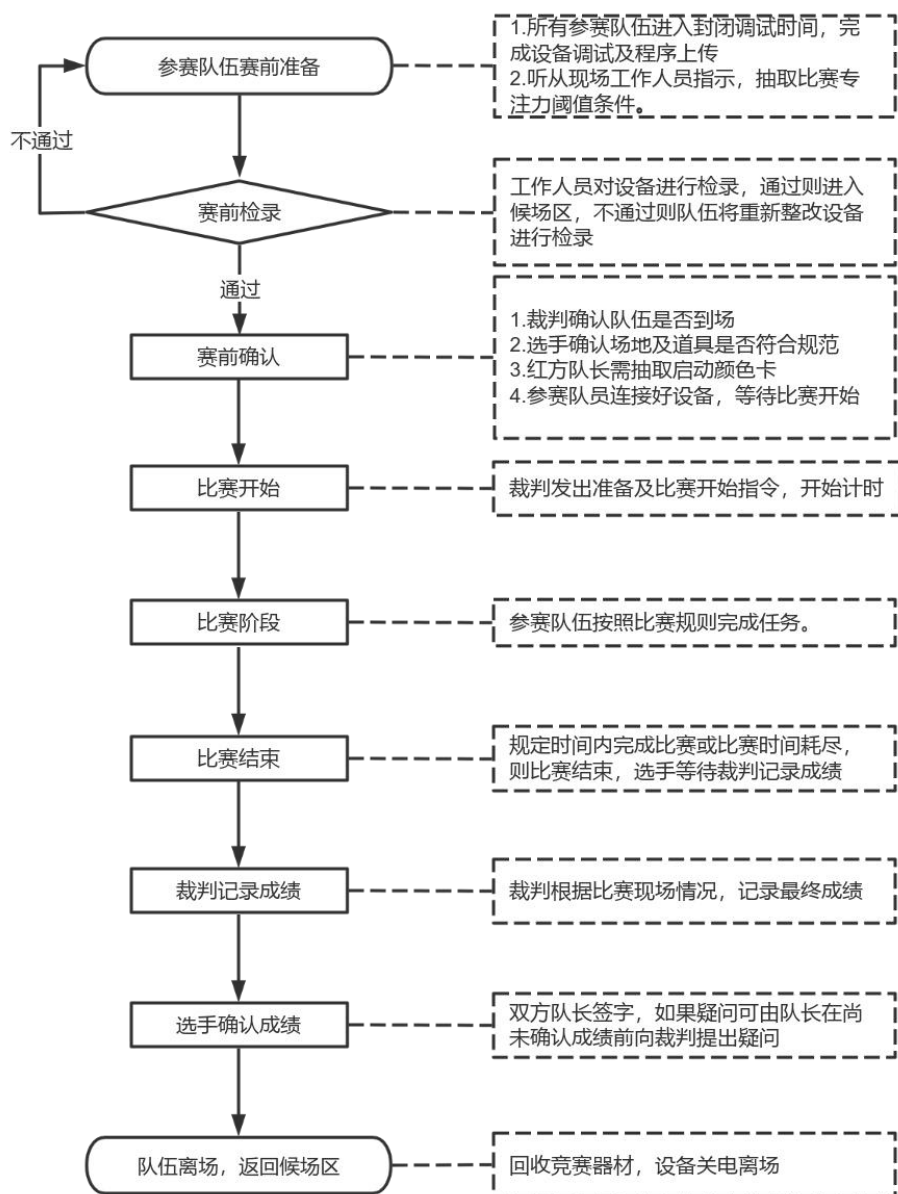 参赛队伍赛前准备
1.所有参赛队伍进入封闭调试时间，完
成设备调试及程序上传
2.听从现场工作人员指示，抽取比赛专
注力阈值条件。
不通过
赛前检录
工作人员对设备进行检录，通过则进入
候场区，不通过则队伍将重新整改设备
进行检录
通过
赛前确认
1.裁判确认队伍是否到场
2.选手确认场地及道具是否符合规范
3.红方队长需抽取启动颜色卡
4.参赛队员连接好设备，等待比赛开始
比赛开始
裁判发出准备及比赛开始指令，开始计时
比赛阶段
参赛队伍按照比赛规则完成任务。
比赛结束
规定时间内完成比赛或比赛时间耗尽，
则比赛结束，选手等待裁判记录成绩
裁判记录成绩
裁判根据比赛现场情况，记录最终成绩
选手确认成绩
双方队长签字，如果疑问可由队长在尚
未确认成绩前向裁判提出疑问
队伍离场，返回候场区
回收竞赛器材，设备关电离场